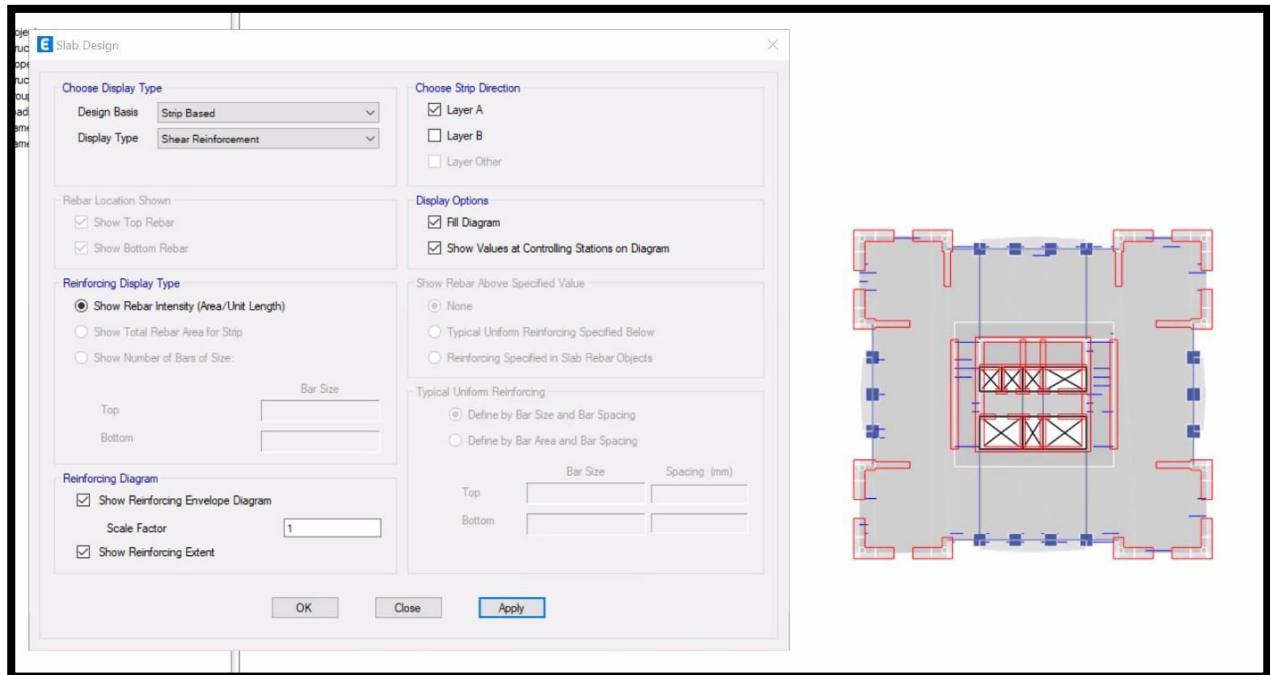 E Slab Design
Choose Display Type
Design Basis
Strip Based
Display Type
Shear Reinforcement
Rebar Location Shown
Show Top Rebar
Show Bottom Rebar
Reinforcing Display Type
Show Rebar Intensity (Area/Unit Length)
Show Total Rebar Area for Strip
Show Number of Bars of Size:
Bar Size
Top
Bottom
Reinforcing Diagram
Show Reinforcing Envelope Diagram
Scale Factor
1
Show Reinforcing Extent
Choose Strip Direction
Layer A
Layer B
Layer Other
Display Options
Fill Diagram
Show Values at Controlling Stations on Diagram
Show Rebar Above Specified Value
None
Typical Uniform Reinforcing Specified Below
Reinforcing Specified in Slab Rebar Objects
Typical Uniform Reinforcing
Define by Bar Size and Bar Spacing
Define by Bar Area and Bar Spacing
Bar Size
Spacing (mm)
Top
Bottom
OK
Close
Apply